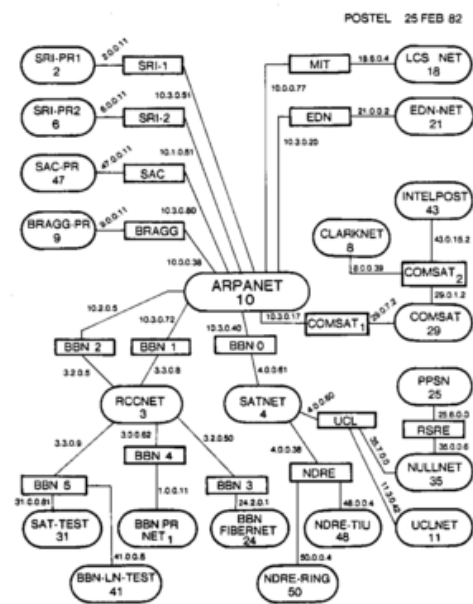 POSTEL 25 FEB 82
SRI-PR1
2
2.0.0.11
SRI-1
10.3.0.51
MIT
10.0.0.77
18.8.0.4
LCS NET
18
SRI-PR2
6
6.0.0.11
SRI-2
10.1.0.51
EDN
10.3.0.20
21.0.0.2
EDN-NET
21
SAC-PR
47
47.0.0.11
SAC
10.3.0.80
BRAGG-PR
9
9.0.0.11
BRAGG
10.0.0.38
INTELPOST
43
43.0.15.2
CLARKNET
8
8.0.0.39
COMSAT 2
29.0.1.2
ARPANET
10
10.3.0.17
COMSAT 1
29.0.7.2
COMSAT
29
10.2.0.5
BBN 2
3.2.0.5
10.3.0.72
BBN 1
3.3.0.8
10.3.0.40
BBN 0
4.0.0.61
RCCNET
3
SATNET
4
4.0.0.60
UCL
35.7.0.0
11.3.0.42
PPSN
25
25.6.0.0
RSRE
35.0.0.6
NULLNET
35
3.3.0.9
BBN 5
31.0.0.81
3.3.0.62
BBN 4
1.0.0.11
3.2.0.50
BBN 3
24.2.0.1
4.0.0.38
NDRE
48.0.0.4
SAT-TEST
31
BBN PR
NET 1
BBN
FIBERNET
24
NDRE-TIU
48
UCLNET
11
41.0.0.5
BBN-LN-TEST
41
50.0.0.4
NDRE-RING
50